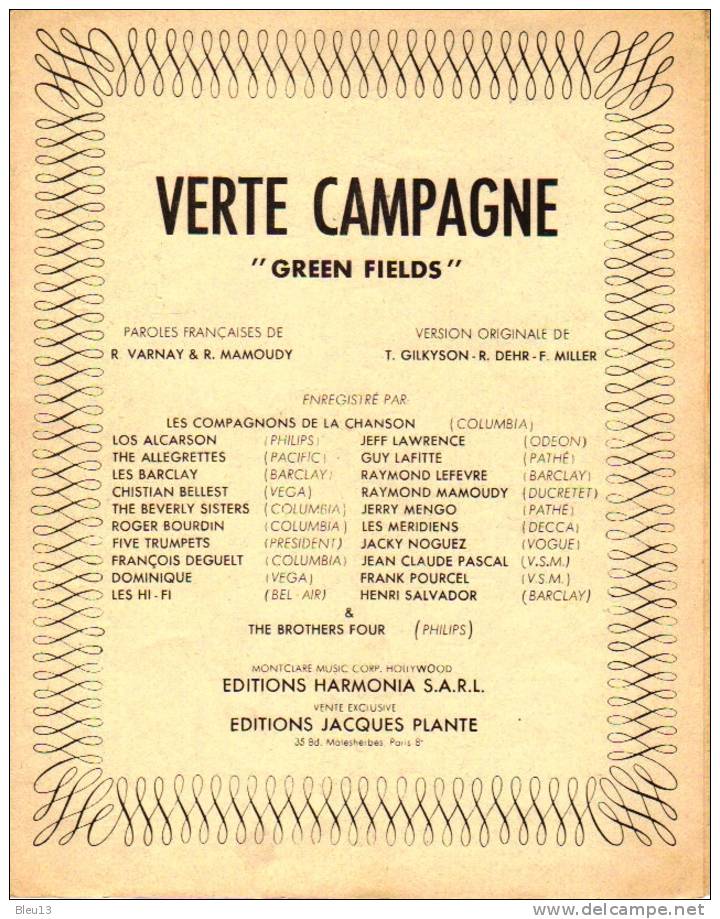 VERTE CAMPAGNE
"GREEN FIELDS"
PAROLES FRANÇAISES DE
R. VARNAY & R. MAMOUDY
VERSION ORIGINALE DE
T. GILKYSON - R. DEHR - F. MILLER
ENREGISTRÉ PAR
LES COMPAGNONS DE LA CHANSON (COLUMBIA)
LOS ALCARSON (PHILIPS) JEFF LAWRENCE (ODEON)
THE ALLEGRETTES (PACIFIC) GUY LAFITTE (PATHÉ)
LES BARCLAY (BARCLAY) RAYMOND LEFEVRE (BARCLAY)
CHISTIAN BELLEST (VEGA) RAYMOND MAMOUDY (DUCRETET)
THE BEVERLY SISTERS (COLUMBIA) JERRY MENGO (PATHÉ)
ROGER BOURDIN (COLUMBIA) LES MERIDIENS (DECCA)
FIVE TRUMPETS (PRESIDENT) JACKY NOGUEZ (VOGUE)
FRANÇOIS DEGUELT (COLUMBIA) JEAN CLAUDE PASCAL (V.S.M.)
DOMINIQUE (VEGA) FRANK POURCEL (V.S.M.)
LES HI-FI (BEL-AIR) HENRI SALVADOR (BARCLAY)
&
THE BROTHERS FOUR (PHILIPS)
MONTCLARE MUSIC CORP. HOLLYWOOD
EDITIONS HARMONIA S.A.R.L.
VENTE EXCLUSIVE
EDITIONS JACQUES PLANTE
35 Bd. Malesherbes, Paris 8e
Bleu13
www.delcampe.net